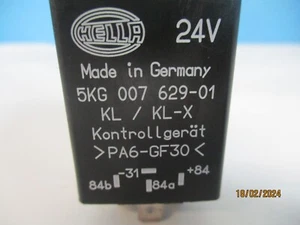 HELLA 24V
Made in Germany
5KG 007 629-01
KL / KL-X
Kontrollgerät
>PA6-GF30<
-31 +84
84b 84a
18/02/2024